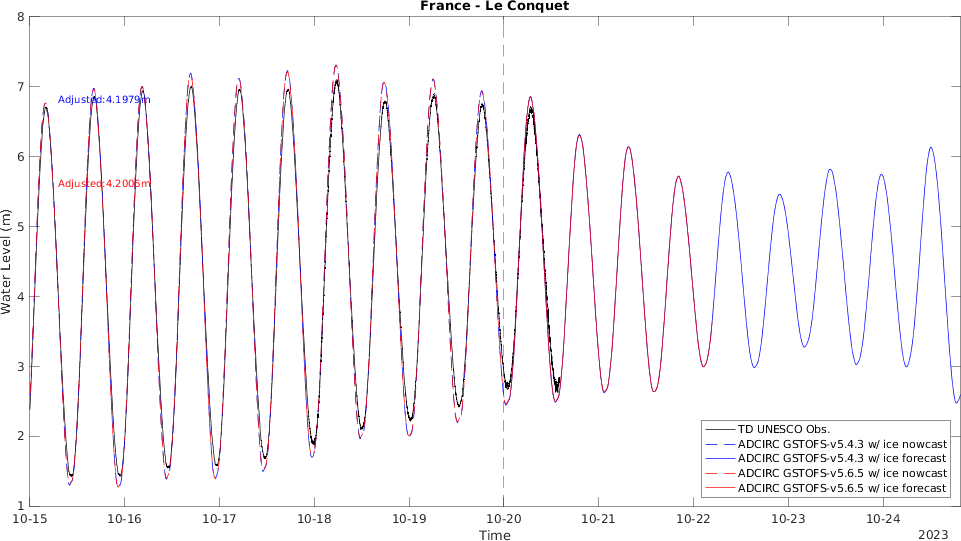 France - Le Conquet
8
7
6
5
4
3
2
1
Water Level (m)
Adjusted:4.1979m
Adjusted:4.2006m
TD UNESCO Obs.
ADCIRC GSTOFS-v5.4.3 w/ ice nowcast
ADCIRC GSTOFS-v5.4.3 w/ ice forecast
ADCIRC GSTOFS-v5.6.5 w/ ice nowcast
ADCIRC GSTOFS-v5.6.5 w/ ice forecast
10-15 10-16 10-17 10-18 10-19 10-20 10-21 10-22 10-23 10-24
Time
2023